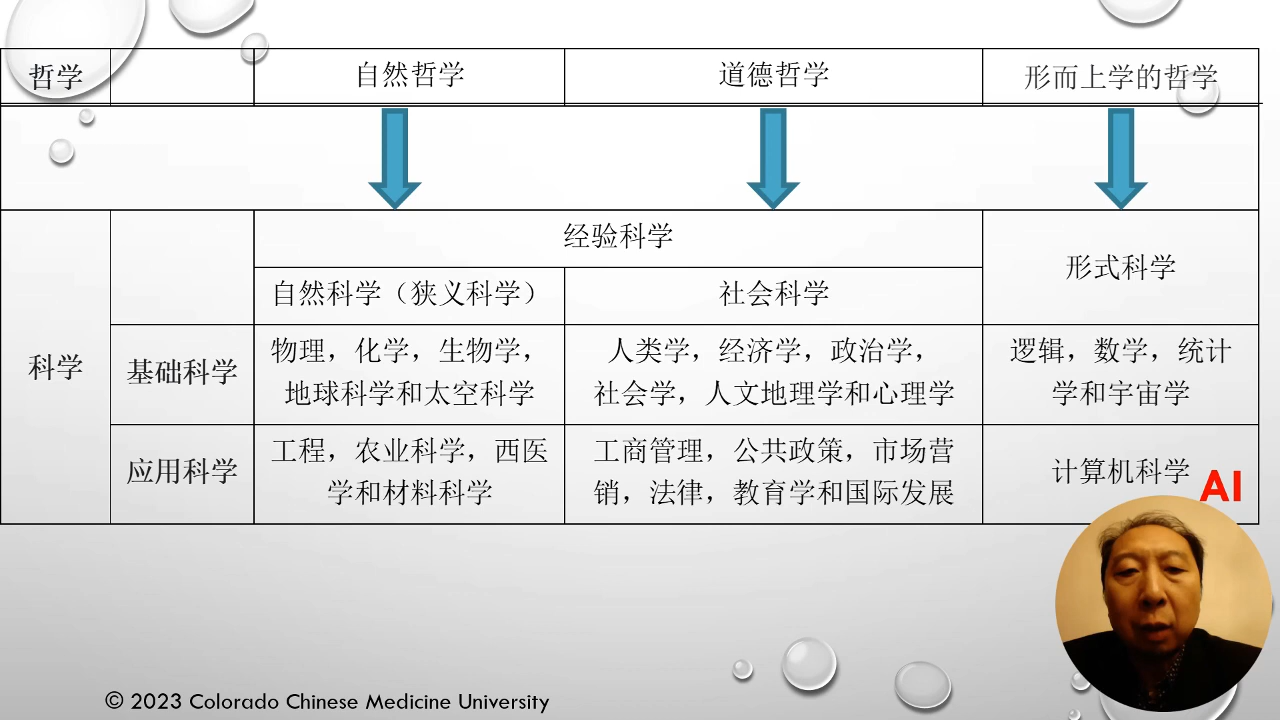 哲学 自然哲学 道德哲学 形而上学的哲学
经验科学
形式科学
自然科学（狭义科学） 社会科学
科学
基础科学
物理，化学，生物学，
地球科学和太空科学
人类学，经济学，政治学，
社会学，人文地理学和心理学
逻辑，数学，统计
学和宇宙学
应用科学
工程，农业科学，西医
学和材料科学
工商管理，公共政策，市场营
销，法律，教育学和国际发展
计算机科学
AI
© 2023 Colorado Chinese Medicine University